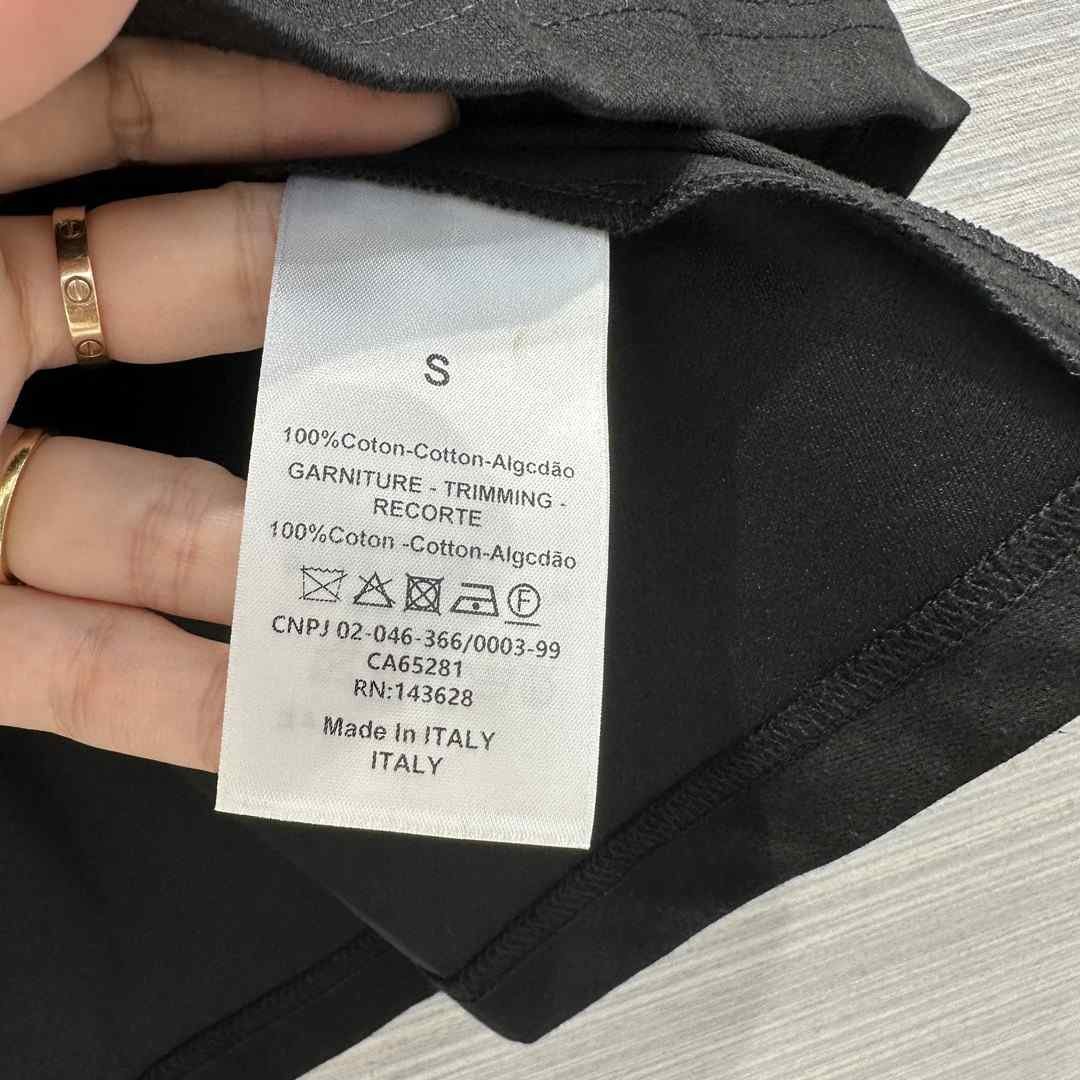 S
100%Coton-Cotton-Algcdão
GARNITURE - TRIMMING -
RECORTE
100%Coton -Cotton-Algcdão
F
CNPJ 02-046-366/0003-99
CA65281
RN:143628
Made In ITALY
ITALY